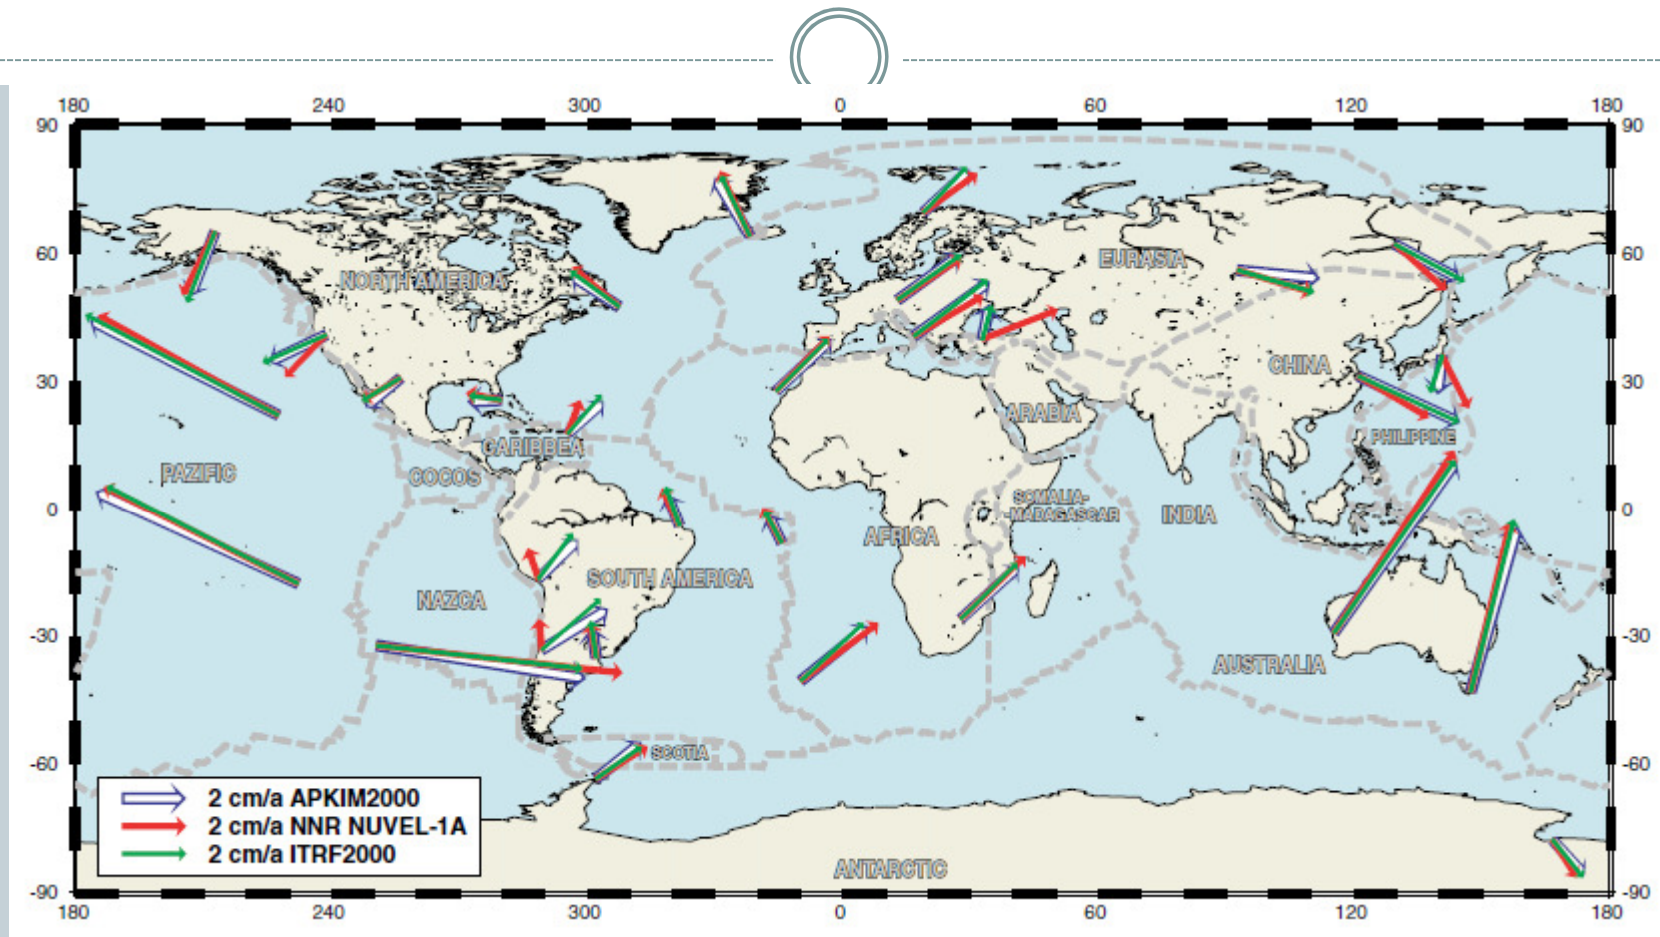 180 240 300 0 60 120 180
90 90
60 EURASIA 60
NORTH AMERICA
30 CHINA 30
ARABIA
PHILIPPINE
CARIBBEA
PAZIFIC COCOS
SOMALIA-
-MADAGASCAR
0 INDIA 0
AFRICA
SOUTH AMERICA
NAZCA
-30 -30
AUSTRALIA
SCOTIA
-60 -60
2 cm/a APKIM2000
2 cm/a NNR NUVEL-1A
2 cm/a ITRF2000
ANTARCTIC
-90 -90
180 240 300 0 60 120 180